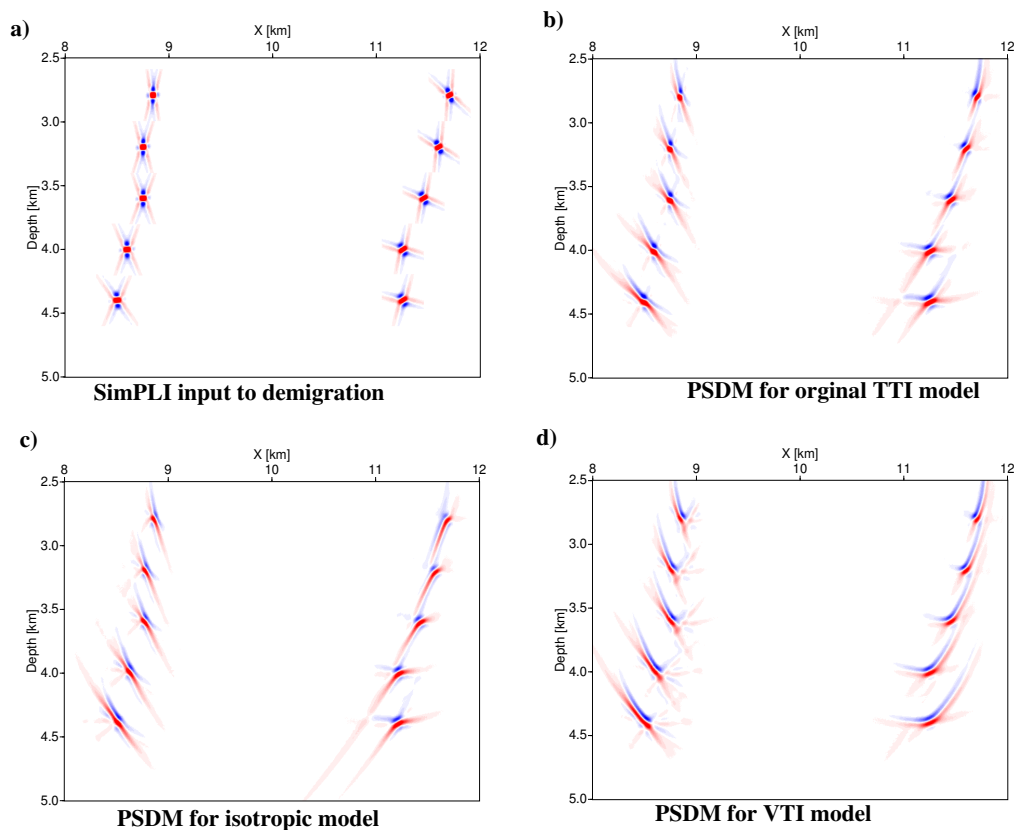 a)
X [km]
8 9 10 11 12
2.5
3.0
3.5
4.0
4.5
5.0
Depth [km]
SimPLI input to demigration
b)
X [km]
8 9 10 11 12
2.5
3.0
3.5
4.0
4.5
5.0
Depth [km]
PSDM for orginal TTI model
c)
X [km]
8 9 10 11 12
2.5
3.0
3.5
4.0
4.5
5.0
Depth [km]
PSDM for isotropic model
d)
X [km]
8 9 10 11 12
2.5
3.0
3.5
4.0
4.5
5.0
Depth [km]
PSDM for VTI model